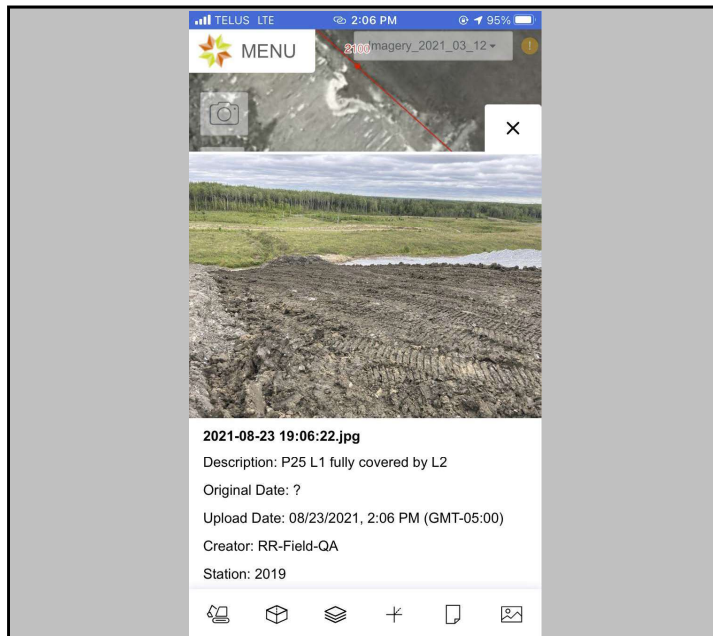 TELUS LTE 2:06 PM 95%
MENU
2100
Imagery_2021_03_12
!
2021-08-23 19:06:22.jpg
Description: P25 L1 fully covered by L2
Original Date: ?
Upload Date: 08/23/2021, 2:06 PM (GMT-05:00)
Creator: RR-Field-QA
Station: 2019